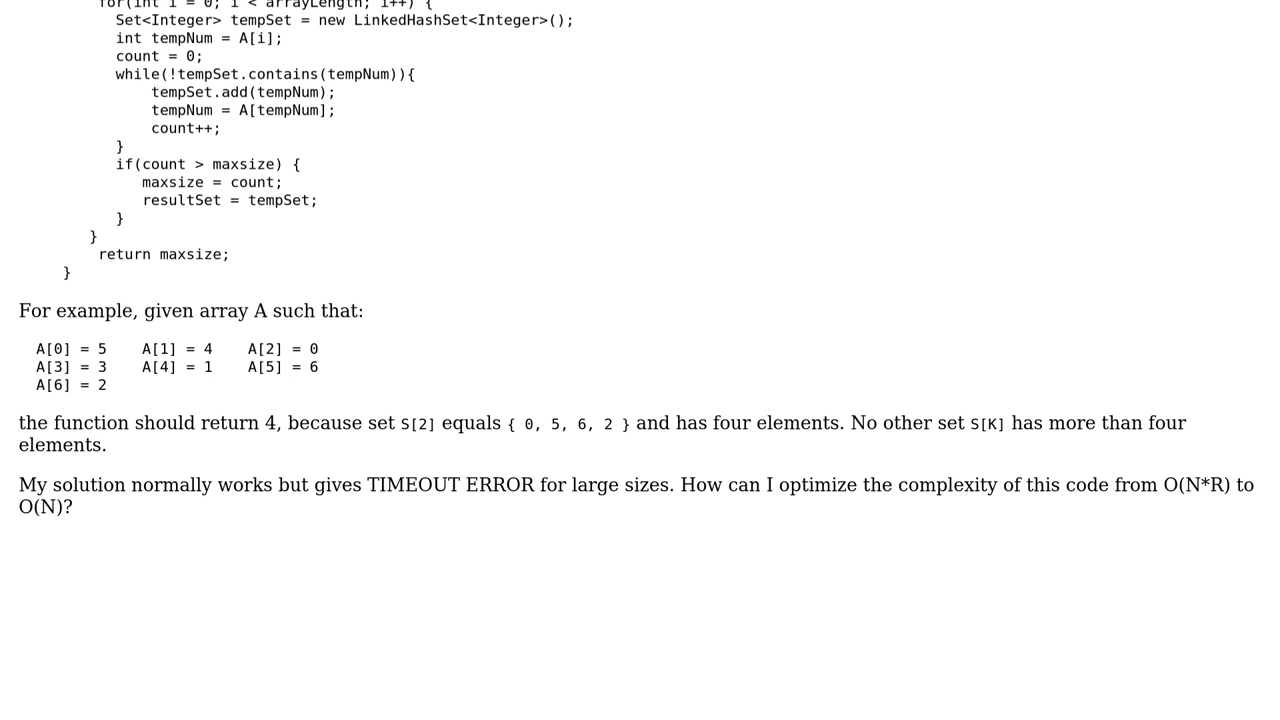 for(int i = 0; i < arrayLength; i++) {
Set<Integer> tempSet = new LinkedHashSet<Integer>();
int tempNum = A[i];
count = 0;
while(!tempSet.contains(tempNum)){
tempSet.add(tempNum);
tempNum = A[tempNum];
count++;
}
if(count > maxsize) {
maxsize = count;
resultSet = tempSet;
}
}
return maxsize;
}
For example, given array A such that:
A[0] = 5    A[1] = 4    A[2] = 0
A[3] = 3    A[4] = 1    A[5] = 6
A[6] = 2
the function should return 4, because set S[2] equals { 0, 5, 6, 2 } and has four elements. No other set S[K] has more than four
elements.
My solution normally works but gives TIMEOUT ERROR for large sizes. How can I optimize the complexity of this code from O(N*R) to
O(N)?